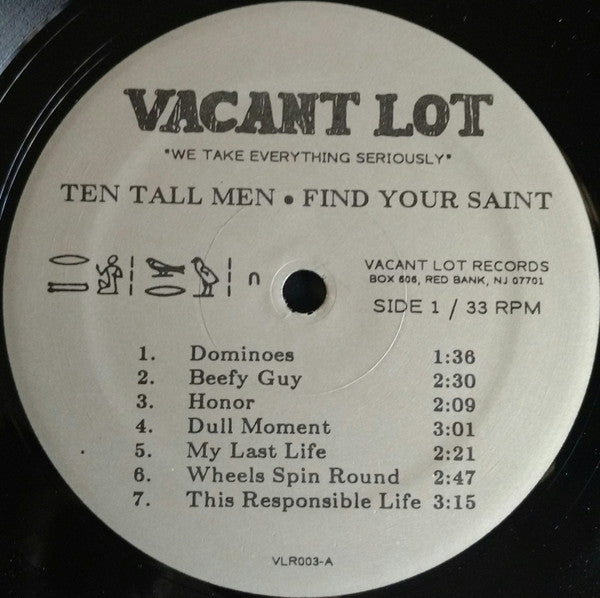 VACANT LOT
"WE TAKE EVERYTHING SERIOUSLY"
TEN TALL MEN • FIND YOUR SAINT
VACANT LOT RECORDS
BOX 606, RED BANK, NJ 07701
SIDE 1 / 33 RPM
1. Dominoes 1:36
2. Beefy Guy 2:30
3. Honor 2:09
4. Dull Moment 3:01
5. My Last Life 2:21
6. Wheels Spin Round 2:47
7. This Responsible Life 3:15
VLR003-A